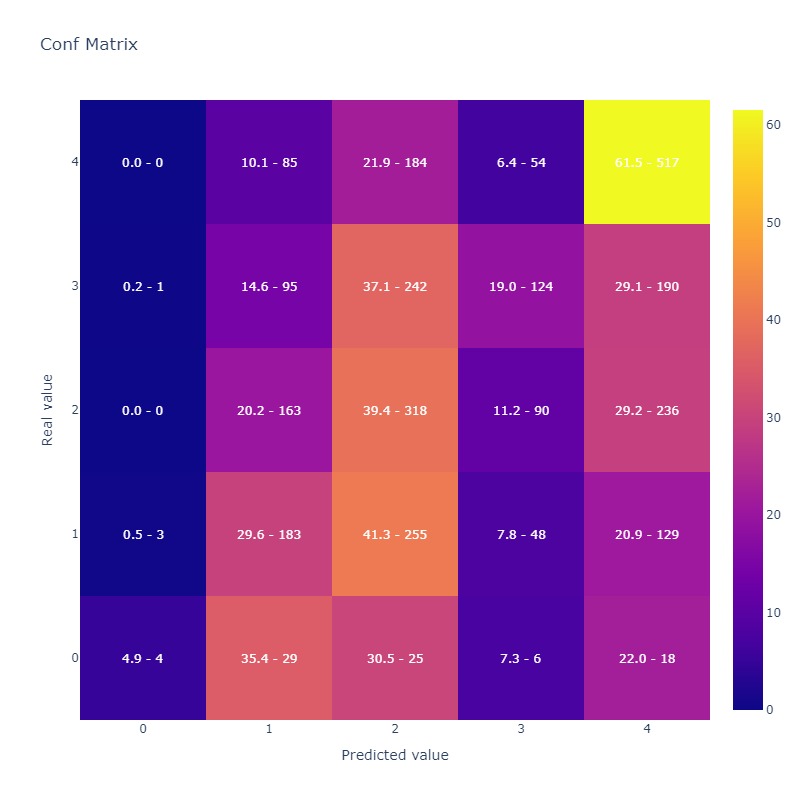 Conf Matrix
60
4 0.0 - 0 10.1 - 85 21.9 - 184 6.4 - 54 61.5 - 517
50
3 0.2 - 1 14.6 - 95 37.1 - 242 19.0 - 124 29.1 - 190
40
Real value
30
2 0.0 - 0 20.2 - 163 39.4 - 318 11.2 - 90 29.2 - 236
20
1 0.5 - 3 29.6 - 183 41.3 - 255 7.8 - 48 20.9 - 129
10
0 4.9 - 4 35.4 - 29 30.5 - 25 7.3 - 6 22.0 - 18
0
0 1 2 3 4
Predicted value